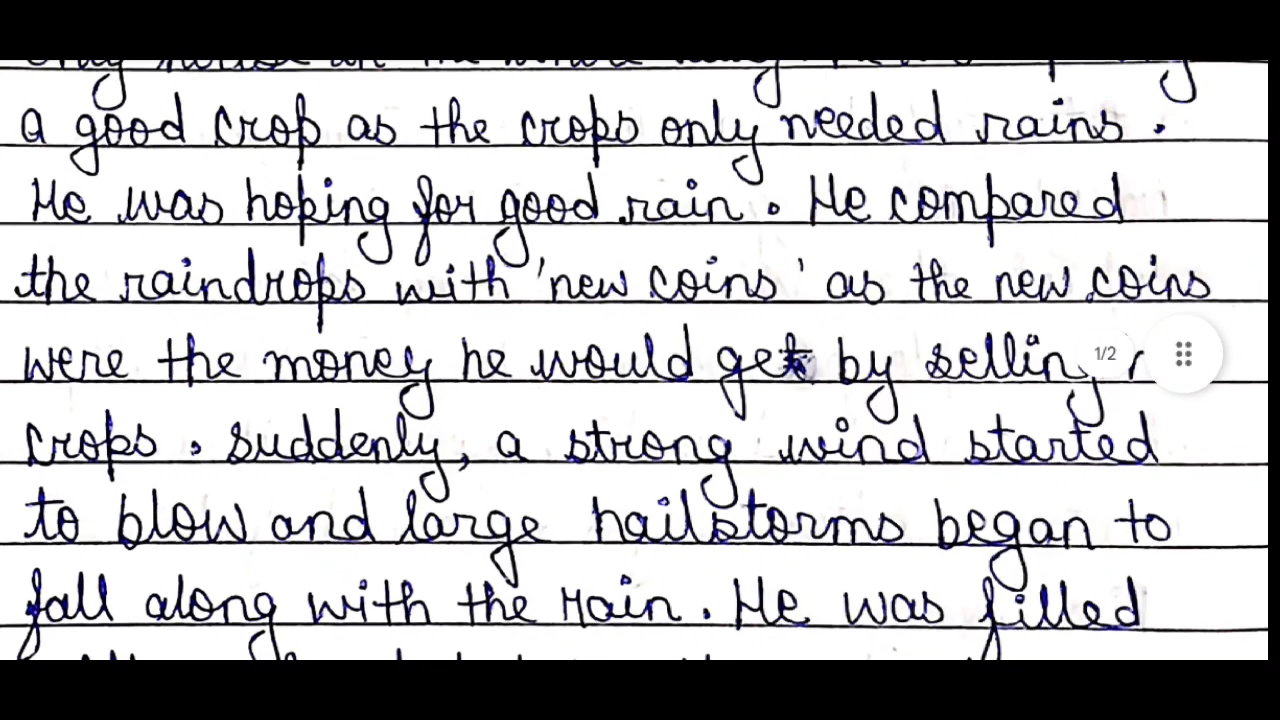 a good crop as the crops only needed rains.
He was hoping for good rain. He compared
the raindrops with 'new coins' as the new coins
were the money he would get by selling
1/2
crops. suddenly, a strong wind started
to blow and large hailstorms began to
fall along with the rain. He was filled